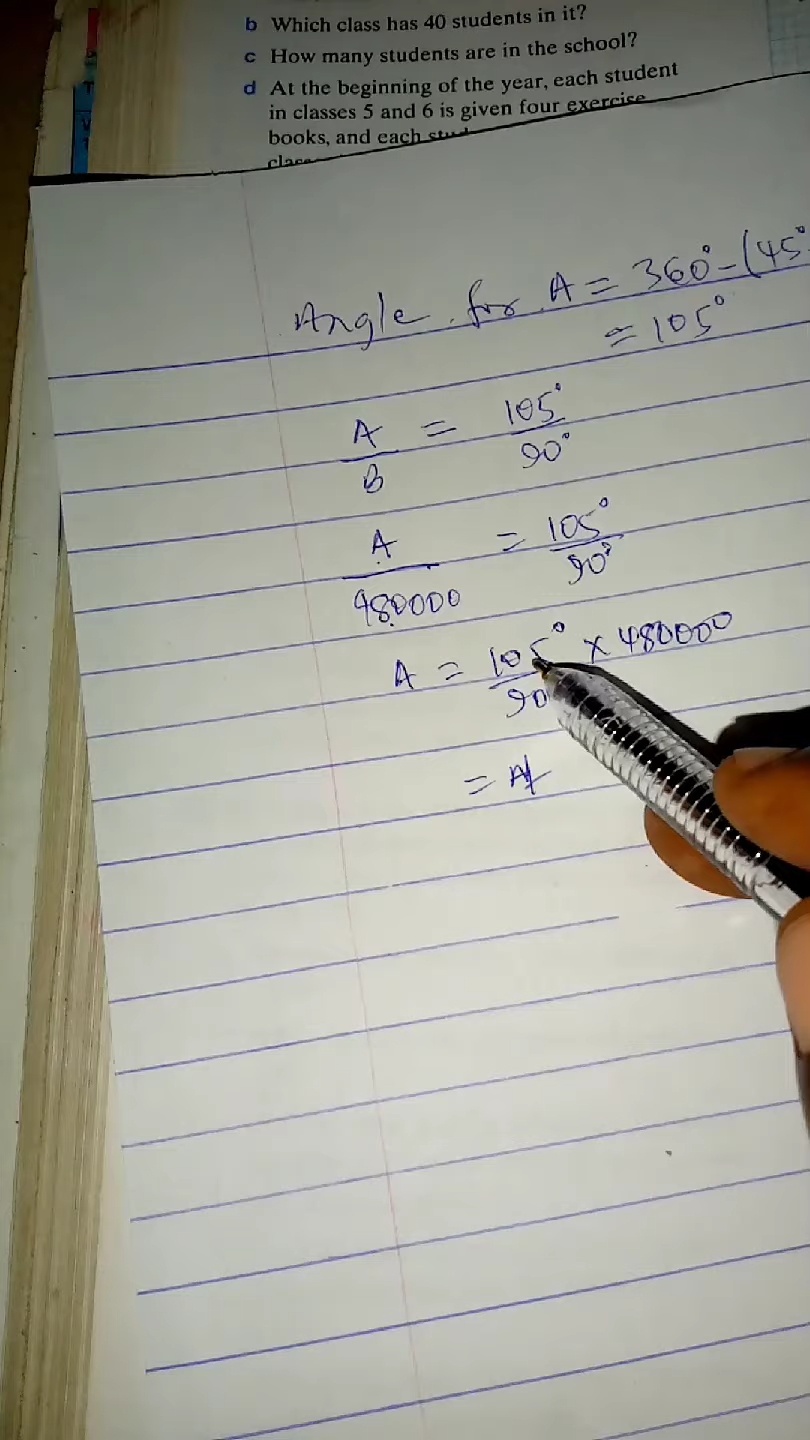 b Which class has 40 students in it?
c How many students are in the school?
d At the beginning of the year, each student
in classes 5 and 6 is given four exercise
books, and each
Angle for A = 360° - (45°
= 105°
A/B = 105°/90°
A/480000 = 105°/90°
A = 105°/90 × 480000
=